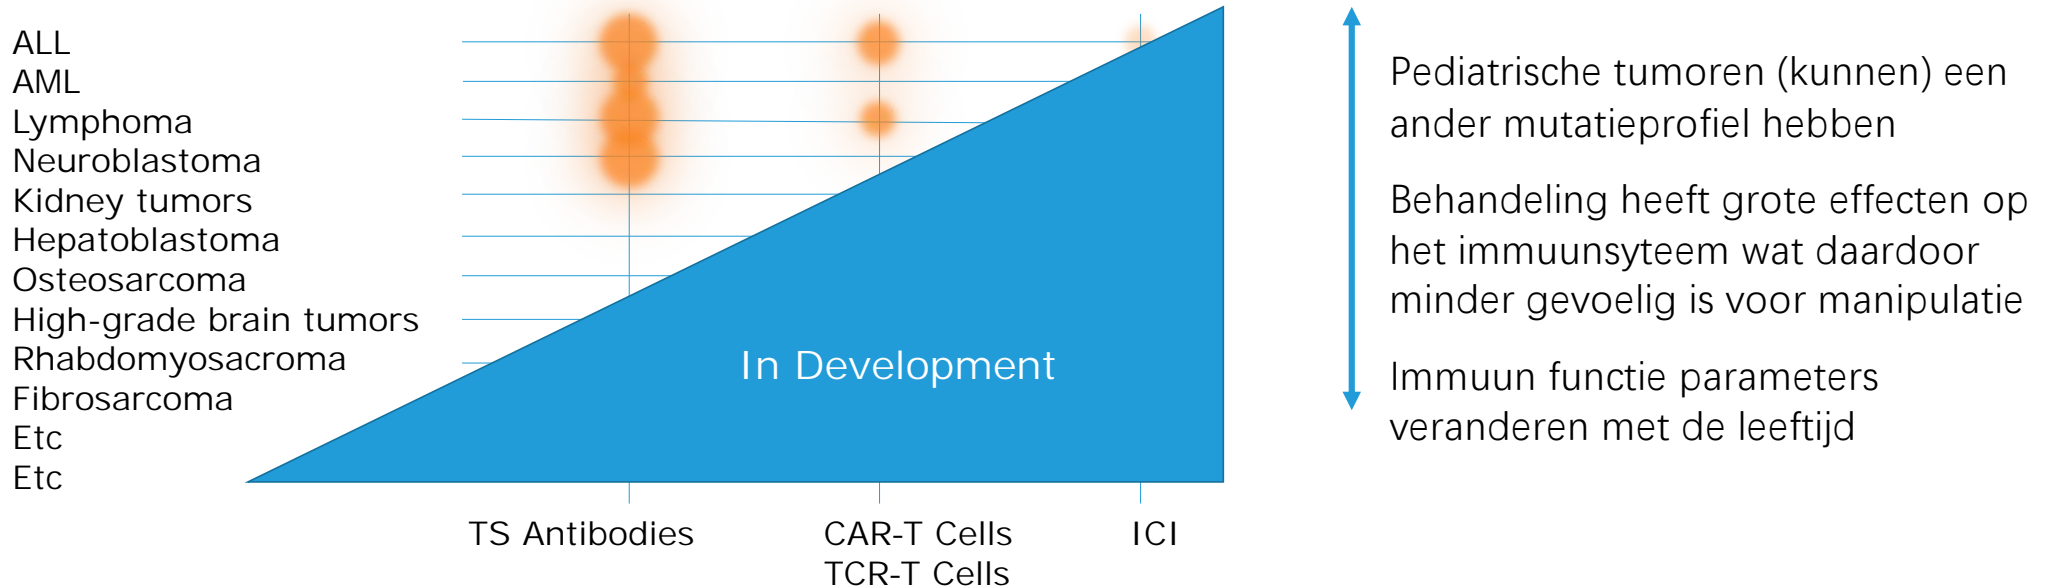 ALL
AML
Lymphoma
Neuroblastoma
Kidney tumors
Hepatoblastoma
Osteosarcoma
High-grade brain tumors
Rhabdomyosacroma
Fibrosarcoma
Etc
Etc
In Development
TS Antibodies
CAR-T Cells
TCR-T Cells
ICI
Pediatrische tumoren (kunnen) een
ander mutatieprofiel hebben
Behandeling heeft grote effecten op
het immuunsyteem wat daardoor
minder gevoelig is voor manipulatie
Immuun functie parameters
veranderen met de leeftijd